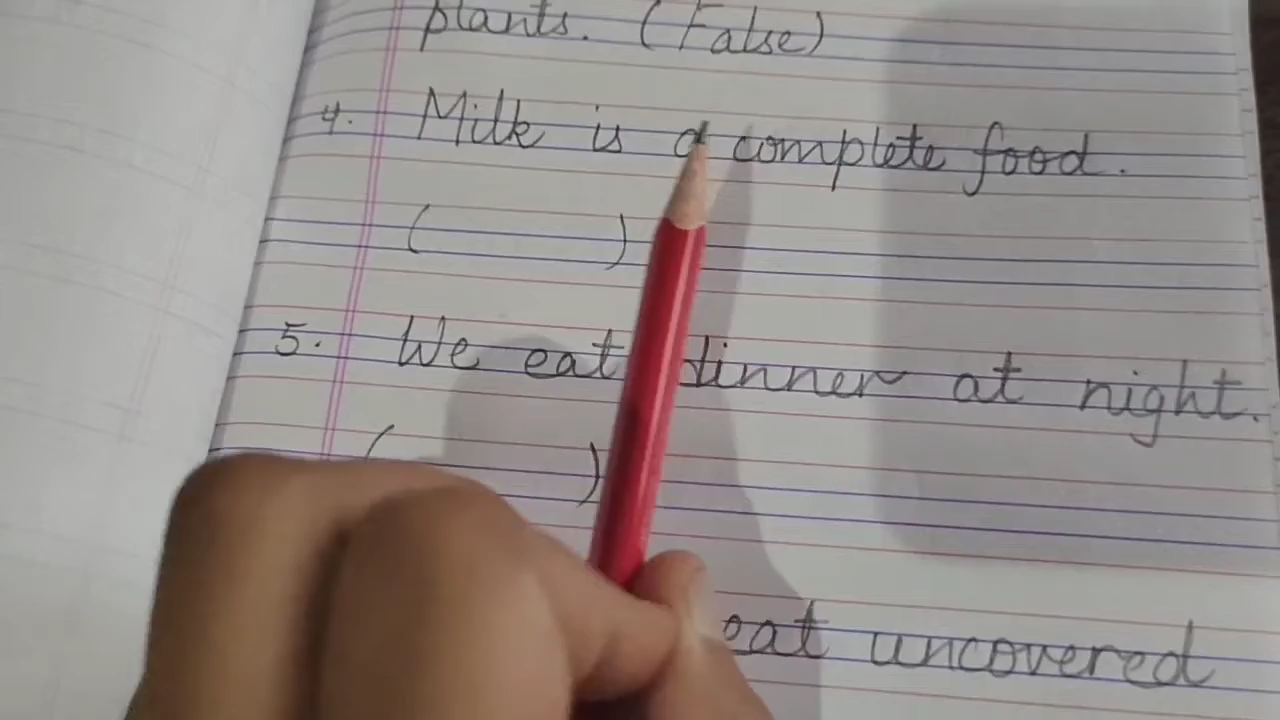 plants. (False)
4. Milk is a complete food.
( )
5. We eat dinner at night.
( )
eat uncovered